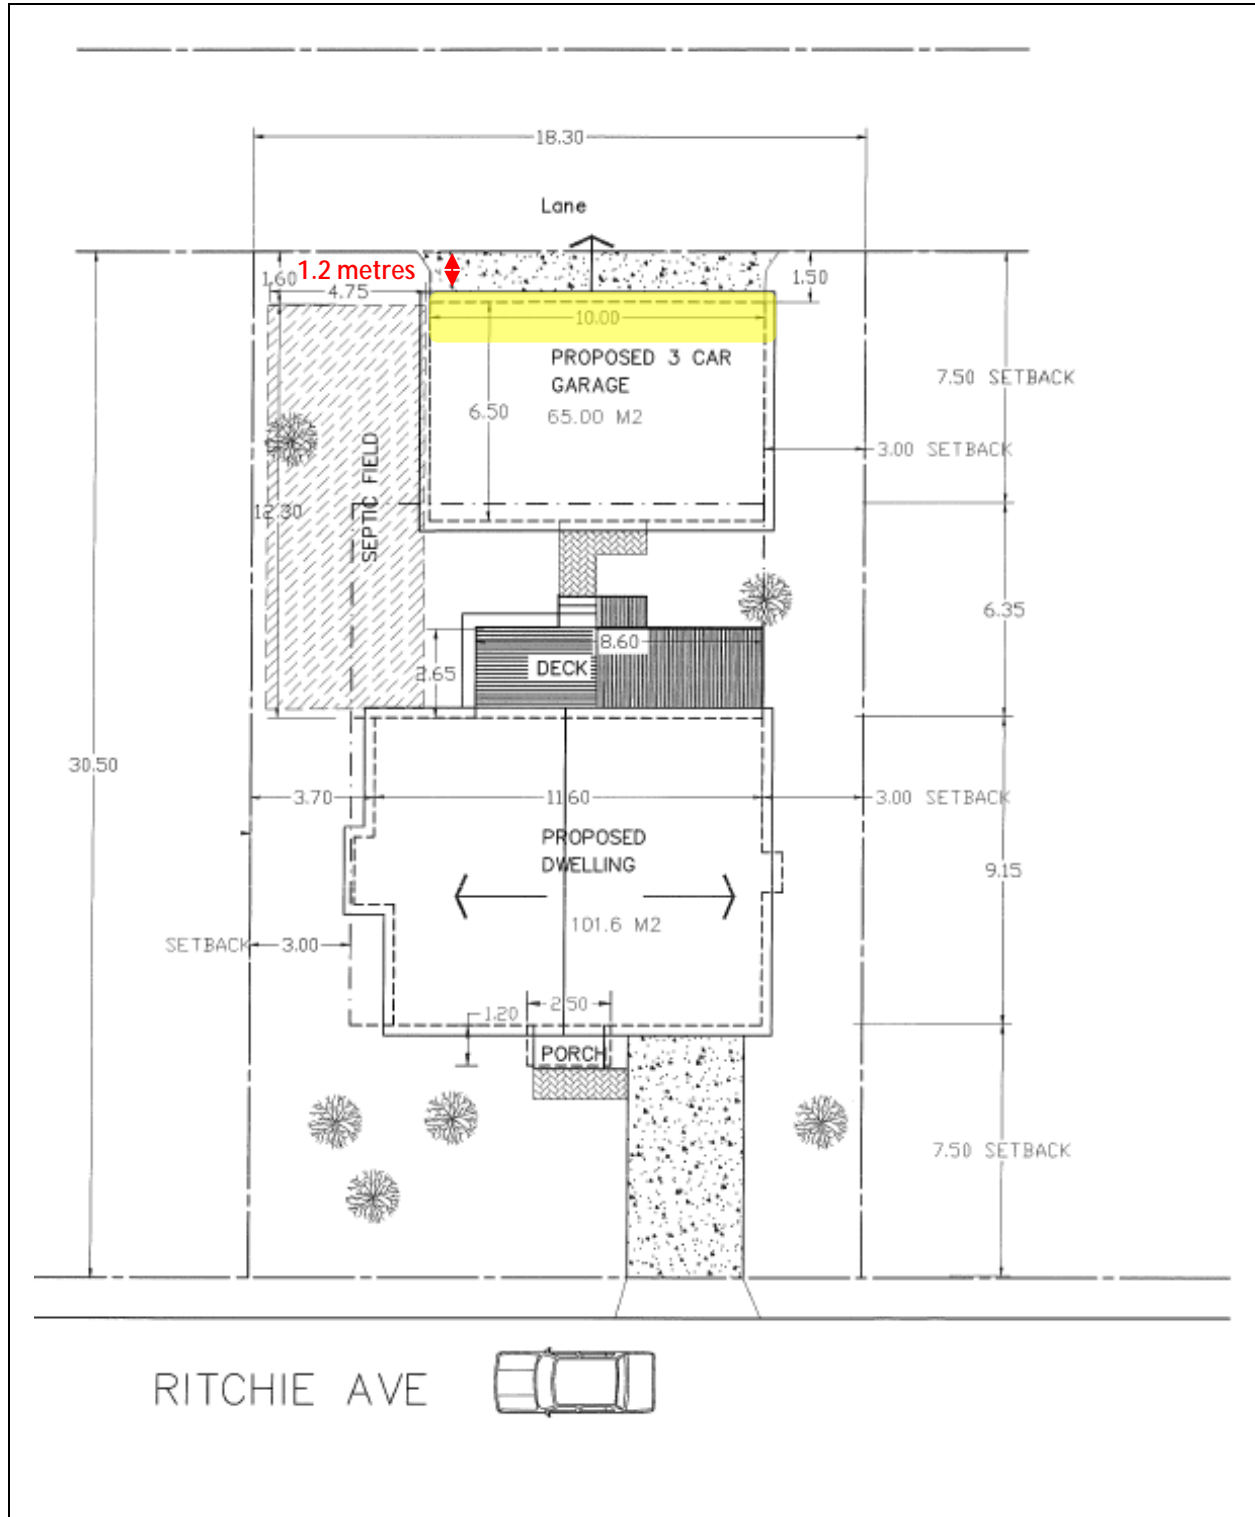 18.30
Lane
1.60
1.2 metres
1.50
4.75
10.00
PROPOSED 3 CAR
GARAGE
65.00 M2
7.50 SETBACK
6.50
3.00 SETBACK
SEPTIC FIELD
12.30
6.35
8.60
DECK
2.65
30.50
3.70
11.60
3.00 SETBACK
PROPOSED
DWELLING
9.15
101.6 M2
SETBACK
3.00
2.50
1.20
PORCH
7.50 SETBACK
RITCHIE AVE